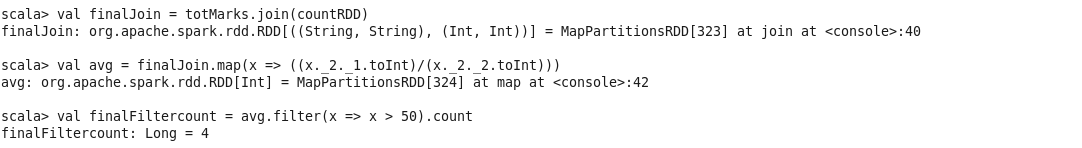 scala> val finalJoin = totMarks.join(countRDD)
finalJoin: org.apache.spark.rdd.RDD[((String, String), (Int, Int))] = MapPartitionsRDD[323] at join at <console>:40
scala> val avg = finalJoin.map(x => ((x._2._1.toInt)/(x._2._2.toInt)))
avg: org.apache.spark.rdd.RDD[Int] = MapPartitionsRDD[324] at map at <console>:42
scala> val finalFiltercount = avg.filter(x => x > 50).count
finalFiltercount: Long = 4